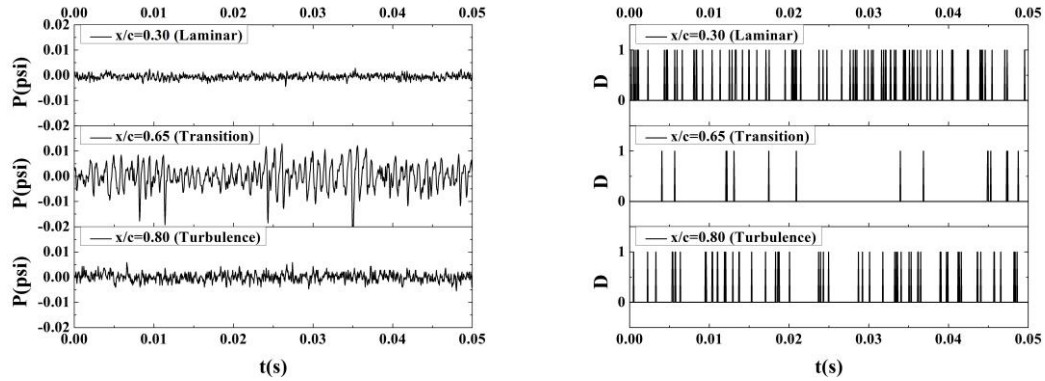 0.00 0.01 0.02 0.03 0.04 0.05
0.02
x/c=0.30 (Laminar)
0.01
0.00
-0.01
-0.02
P(psi)
x/c=0.65 (Transition)
0.01
0.00
-0.01
-0.02
P(psi)
x/c=0.80 (Turbulence)
0.01
0.00
-0.01
-0.02
P(psi)
0.00 0.01 0.02 0.03 0.04 0.05
t(s)
0.00 0.01 0.02 0.03 0.04 0.05
x/c=0.30 (Laminar)
1
0
D
x/c=0.65 (Transition)
1
0
D
x/c=0.80 (Turbulence)
1
0
D
0.00 0.01 0.02 0.03 0.04 0.05
t(s)